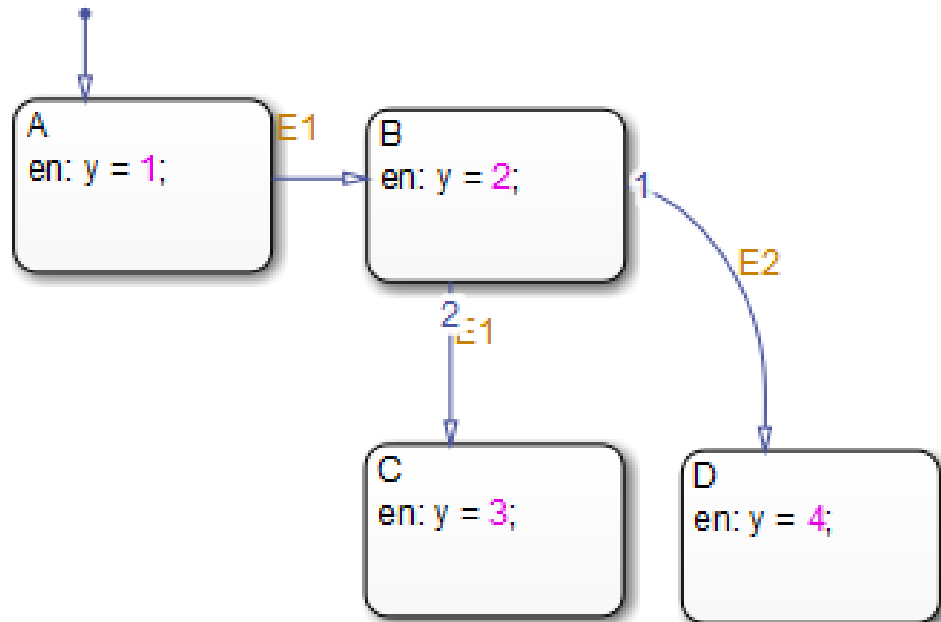 A
en: y = 1;
E1
B
en: y = 2;
1
E2
2
E1
C
en: y = 3;
D
en: y = 4;